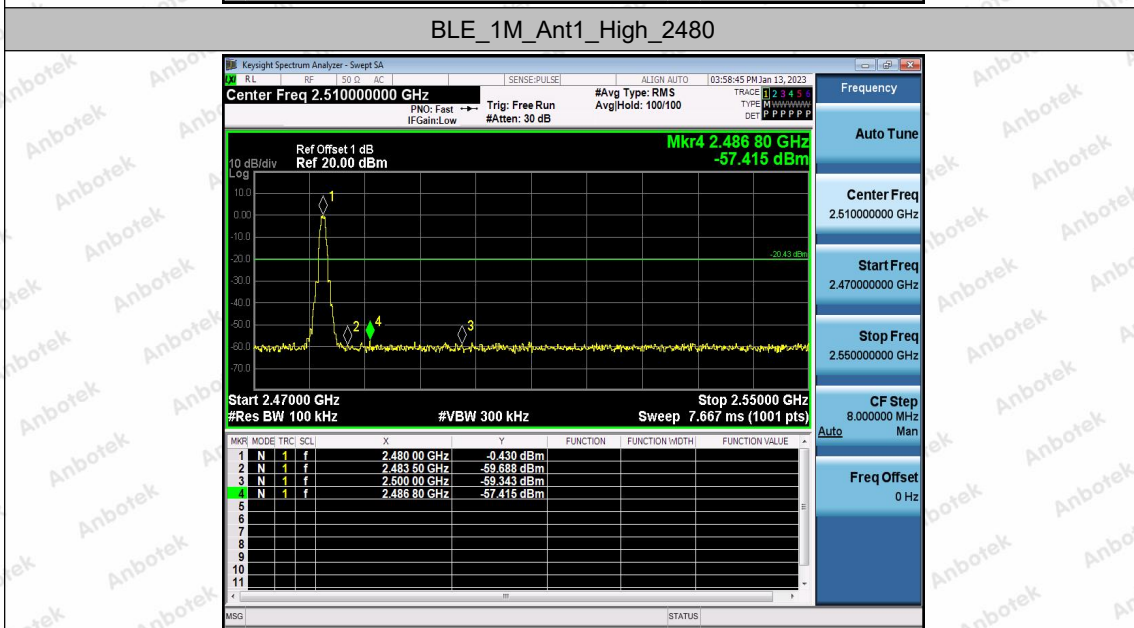 BLE_1M_Ant1_High_2480
Keysight Spectrum Analyzer - Swept SA
LXI RL RF 50 Ω AC SENSE:PULSE ALIGN AUTO 03:58:45 PM Jan 13, 2023
Center Freq 2.510000000 GHz
PNO: Fast
IFGain:Low
Trig: Free Run
#Atten: 30 dB
#Avg Type: RMS
Avg|Hold: 100/100
TRACE 1 2 3 4 5 6
TYPE M W W W W W
DET P P P P P P
Frequency
Auto Tune
Center Freq
2.510000000 GHz
Start Freq
2.470000000 GHz
Stop Freq
2.550000000 GHz
CF Step
8.000000 MHz
Auto Man
Freq Offset
0 Hz
Mkr4 2.486 80 GHz
-57.415 dBm
Ref Offset 1 dB
10 dB/div Ref 20.00 dBm
Log
10.0
0.00
-10.0
-20.0
-30.0
-40.0
-50.0
-60.0
-70.0
1
2
4
3
-20.43 dBm
Start 2.47000 GHz Stop 2.55000 GHz
#Res BW 100 kHz #VBW 300 kHz Sweep 7.667 ms (1001 pts)
MKR MODE TRC SCL X Y FUNCTION FUNCTION WIDTH FUNCTION VALUE
1 N 1 f 2.480 00 GHz -0.430 dBm
2 N 1 f 2.483 50 GHz -59.688 dBm
3 N 1 f 2.500 00 GHz -59.343 dBm
4 N 1 f 2.486 80 GHz -57.415 dBm
5
6
7
8
9
10
11
MSG STATUS
Anbotek